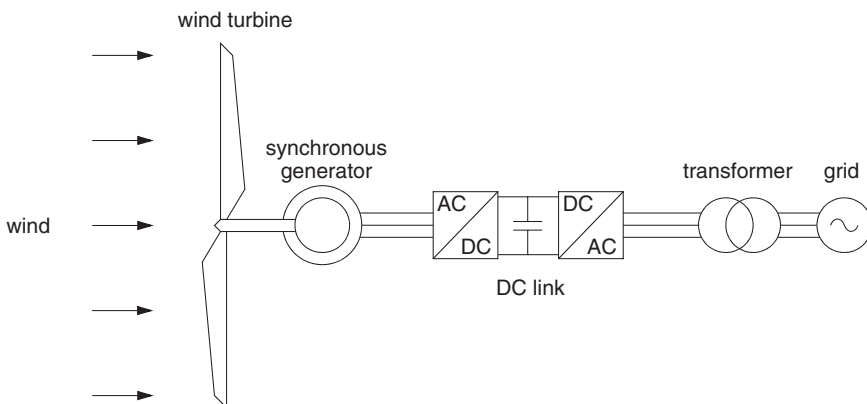 wind turbine
synchronous
generator
transformer
grid
wind
AC
DC
DC
AC
DC link